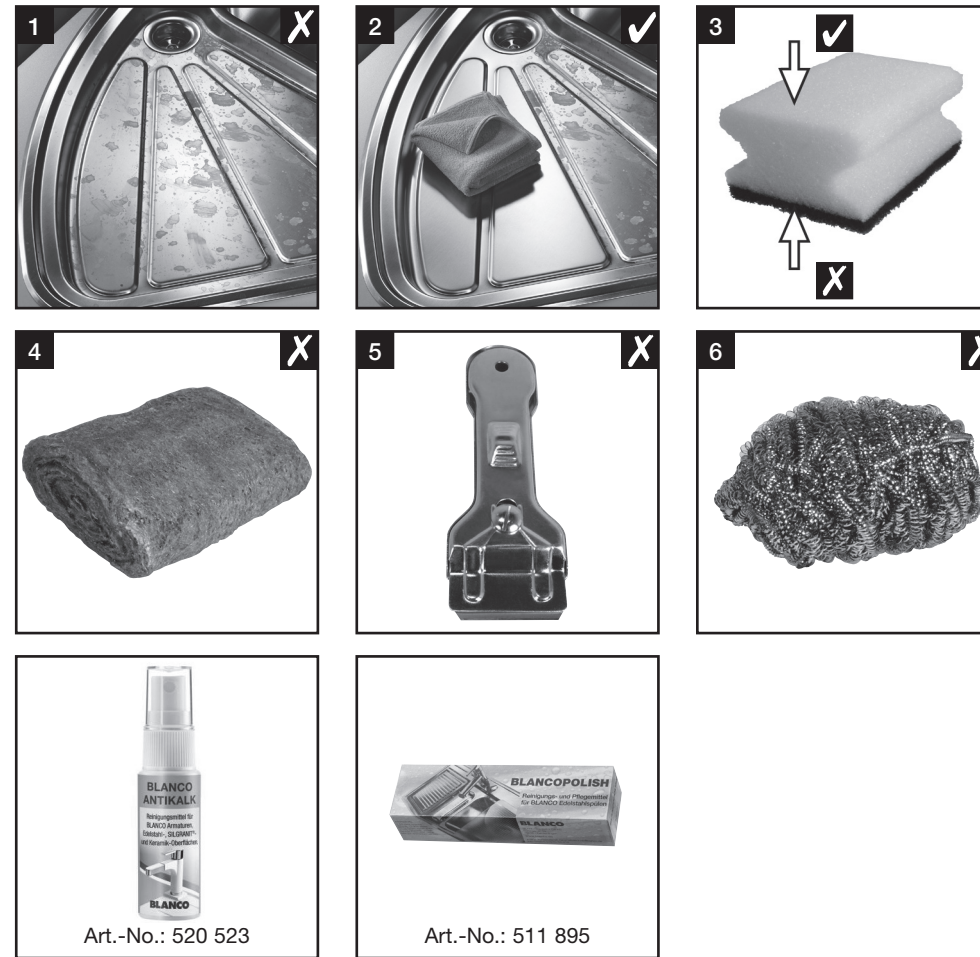 1
2
3
4
5
6
BLANCO
ANTIKALK
Reinigungsmittel für
BLANCO Armaturen,
Edelstahl-, SILGRANIT®-
und Keramik-Oberflächen
BLANCO
Art.-No.: 520 523
BLANCOPOLISH
Reinigungs- und Pflegemittel
für BLANCO Edelstahlspülen
BLANCO
Art.-No.: 511 895